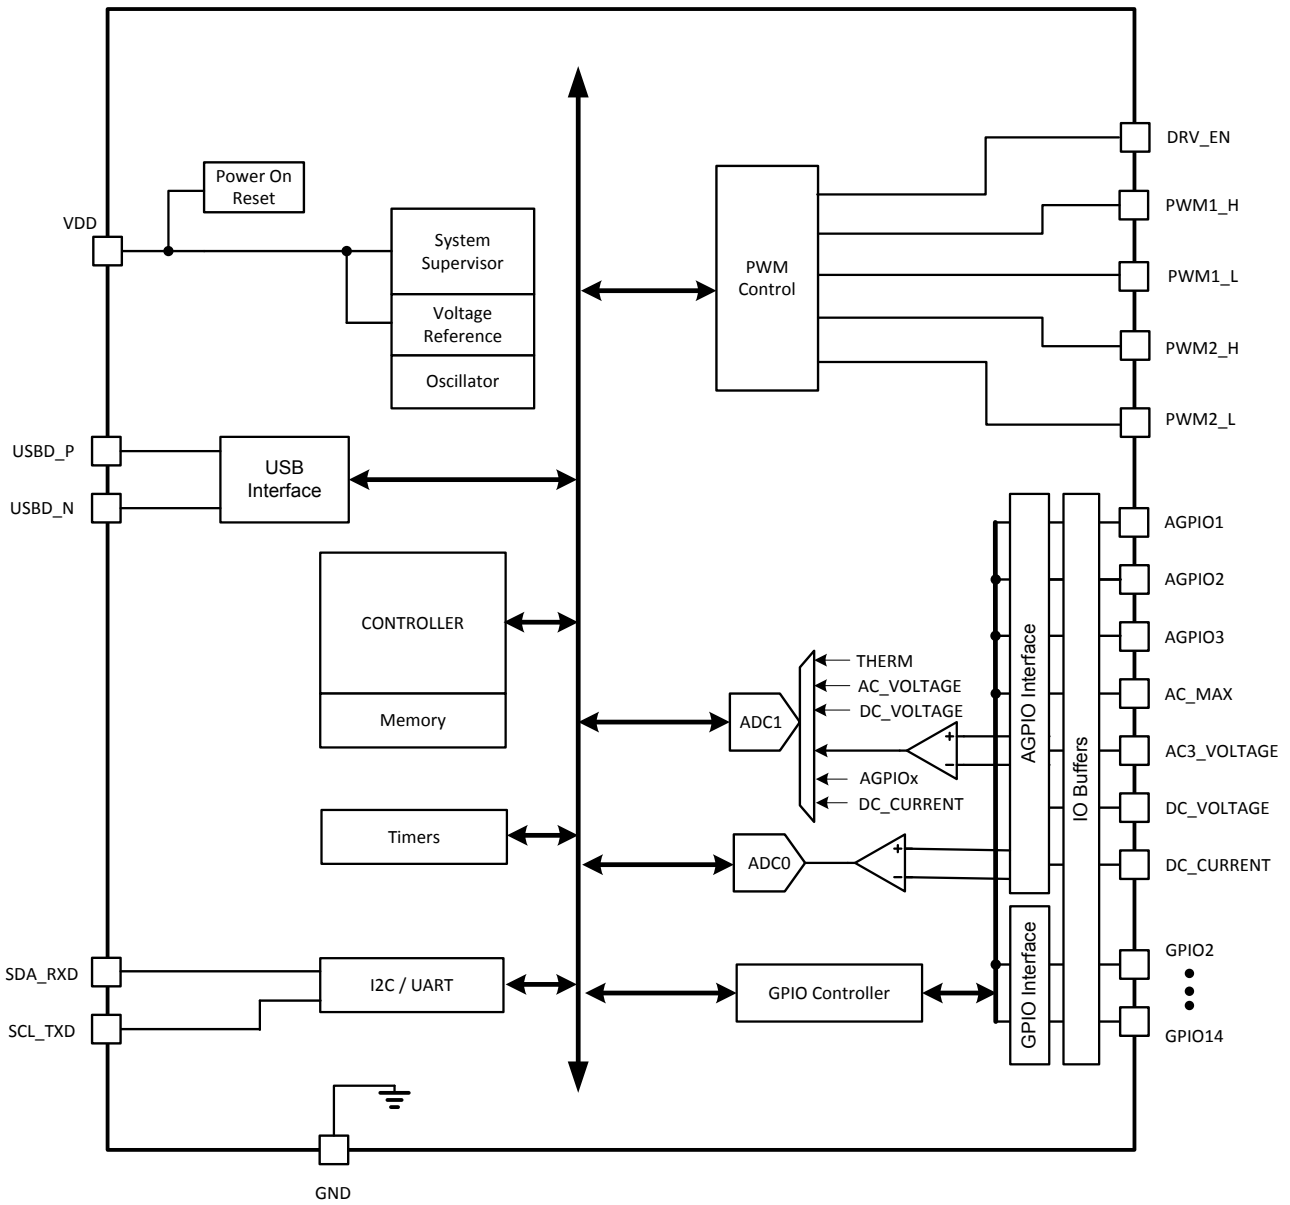 DRV_EN
Power On
Reset
PWM1_H
VDD
System
Supervisor
PWM
Control
PWM1_L
Voltage
Reference
PWM2_H
Oscillator
PWM2_L
USBD_P
USB
Interface
USBD_N
AGPIO1
AGPIO2
CONTROLLER
AGPIO3
THERM
AC_VOLTAGE
DC_VOLTAGE
AC_MAX
Memory
ADC1
+
−
AGPIO Interface
IO Buffers
AC3_VOLTAGE
AGPIOx
DC_CURRENT
DC_VOLTAGE
Timers
ADC0
+
−
DC_CURRENT
GPIO2
SDA_RXD
I2C / UART
GPIO Controller
GPIO Interface
SCL_TXD
GPIO14
GND